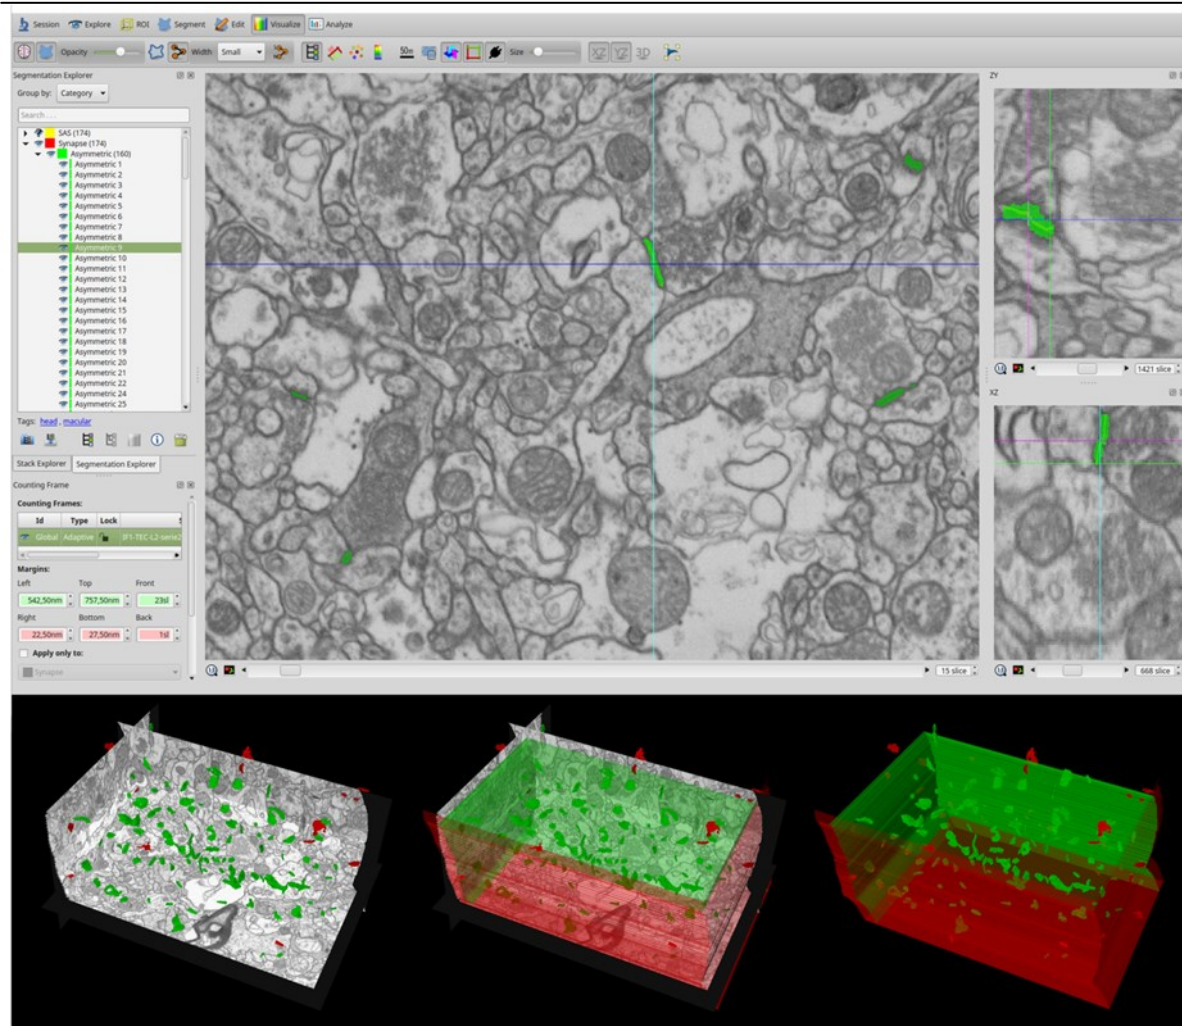 Session Explore ROI Segment Edit Visualize Analyze
Opacity Width Small 50 Size XZ YZ 3D
Segmentation Explorer
Group by: Category
Search . . .
SAS (174)
Synapse (174)
Asymmetric (160)
Asymmetric 1
Asymmetric 2
Asymmetric 3
Asymmetric 4
Asymmetric 5
Asymmetric 6
Asymmetric 7
Asymmetric 8
Asymmetric 9
Asymmetric 10
Asymmetric 11
Asymmetric 12
Asymmetric 13
Asymmetric 14
Asymmetric 15
Asymmetric 16
Asymmetric 17
Asymmetric 18
Asymmetric 19
Asymmetric 20
Asymmetric 21
Asymmetric 22
Asymmetric 24
Asymmetric 25
Tags: head , macular
Stack Explorer Segmentation Explorer
Counting Frame
Counting Frames:
Id Type Lock
Global Adaptive
Margins:
Left Top Front
542,50nm 757,50nm 23sl
Right Bottom Back
22,50nm 27,50nm 1sl
Apply only to:
Synapse
15 slice
ZY
1421 slice
XZ
668 slice